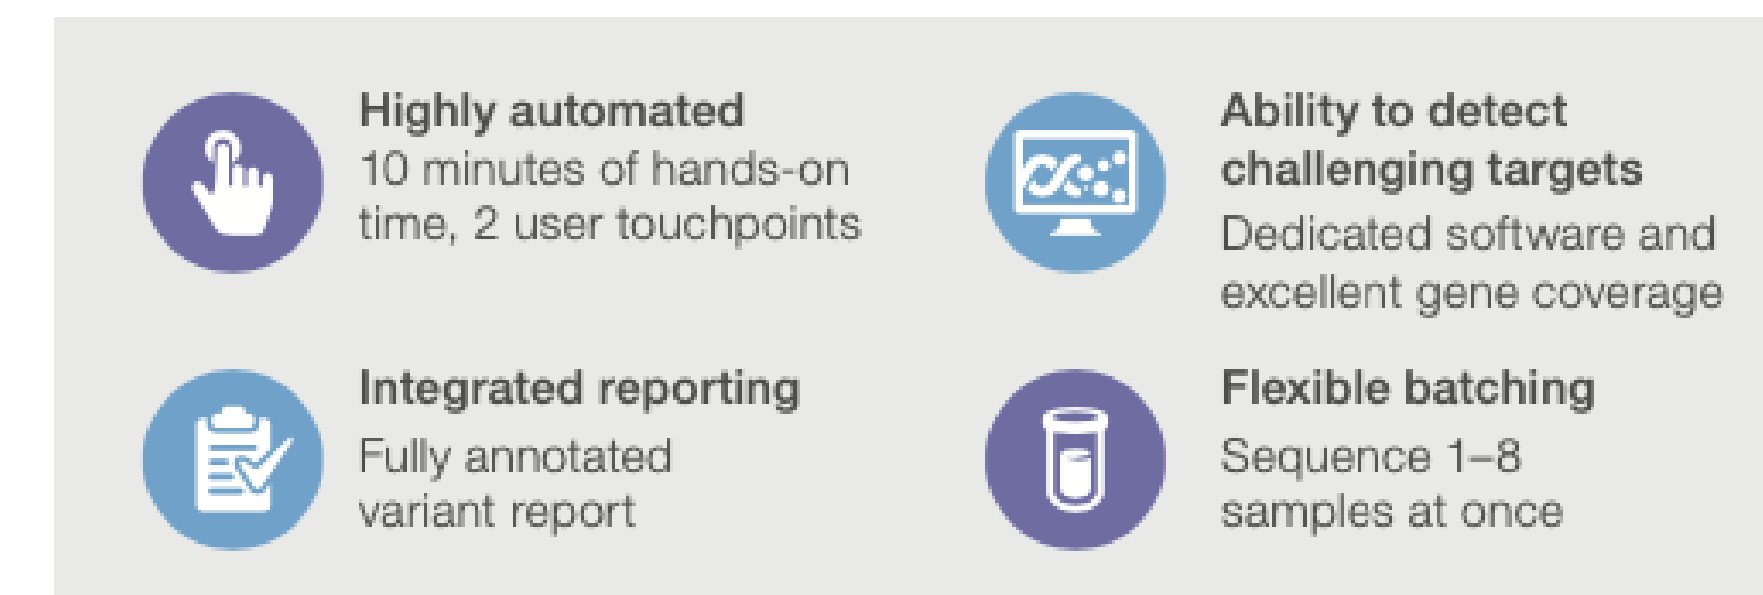 Highly automated
10 minutes of hands-on
time, 2 user touchpoints
Ability to detect
challenging targets
Dedicated software and
excellent gene coverage
Integrated reporting
Fully annotated
variant report
Flexible batching
Sequence 1–8
samples at once